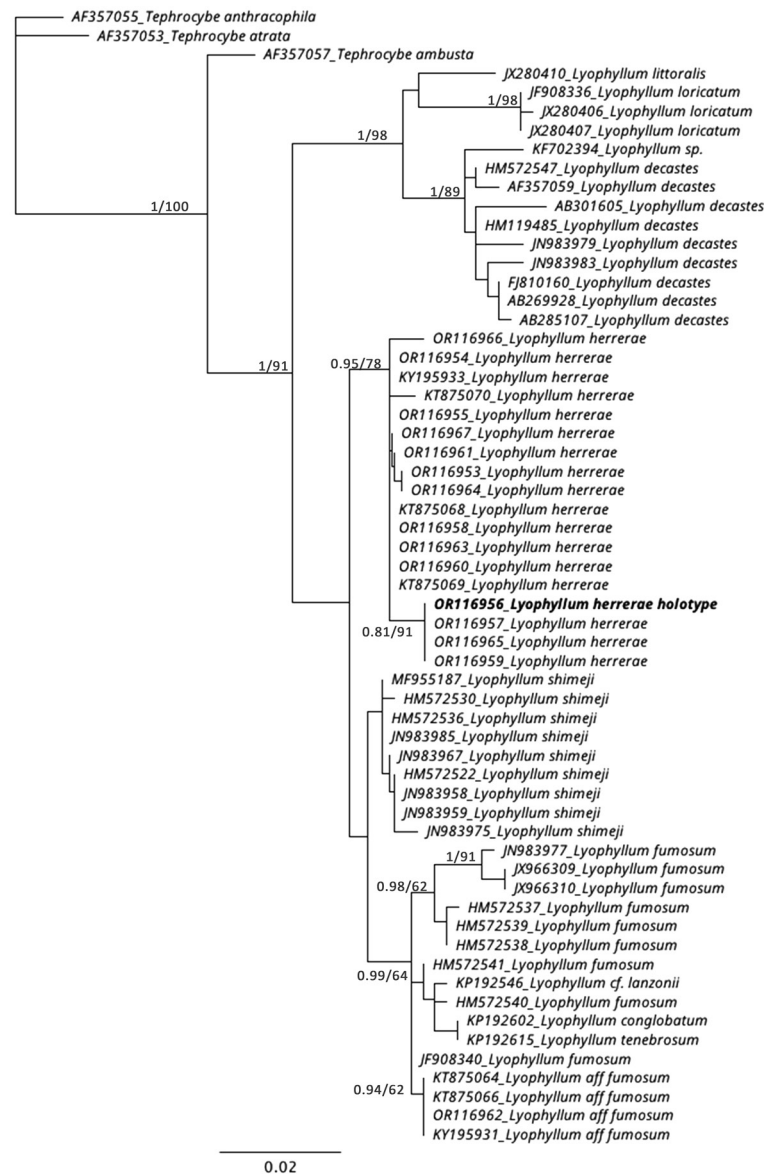 AF357055_Tephrocybe anthracophila
AF357053_Tephrocybe atrata
AF357057_Tephrocybe ambusta
JX280410_Lyophyllum littoralis
JF908336_Lyophyllum loricatum
1/98
JX280406_Lyophyllum loricatum
JX280407_Lyophyllum loricatum
1/98
KF702394_Lyophyllum sp.
HM572547_Lyophyllum decastes
1/89
AF357059_Lyophyllum decastes
1/100
AB301605_Lyophyllum decastes
HM119485_Lyophyllum decastes
JN983979_Lyophyllum decastes
JN983983_Lyophyllum decastes
FJ810160_Lyophyllum decastes
AB269928_Lyophyllum decastes
AB285107_Lyophyllum decastes
OR116966_Lyophyllum herrerae
OR116954_Lyophyllum herrerae
1/91
0.95/78
KY195933_Lyophyllum herrerae
KT875070_Lyophyllum herrerae
OR116955_Lyophyllum herrerae
OR116967_Lyophyllum herrerae
OR116961_Lyophyllum herrerae
OR116953_Lyophyllum herrerae
OR116964_Lyophyllum herrerae
KT875068_Lyophyllum herrerae
OR116958_Lyophyllum herrerae
OR116963_Lyophyllum herrerae
OR116960_Lyophyllum herrerae
KT875069_Lyophyllum herrerae
OR116956_Lyophyllum herrerae holotype
OR116957_Lyophyllum herrerae
0.81/91
OR116965_Lyophyllum herrerae
OR116959_Lyophyllum herrerae
MF955187_Lyophyllum shimeji
HM572530_Lyophyllum shimeji
HM572536_Lyophyllum shimeji
JN983985_Lyophyllum shimeji
JN983967_Lyophyllum shimeji
HM572522_Lyophyllum shimeji
JN983958_Lyophyllum shimeji
JN983959_Lyophyllum shimeji
JN983975_Lyophyllum shimeji
JN983977_Lyophyllum fumosum
1/91
JX966309_Lyophyllum fumosum
0.98/62
JX966310_Lyophyllum fumosum
HM572537_Lyophyllum fumosum
HM572539_Lyophyllum fumosum
HM572538_Lyophyllum fumosum
HM572541_Lyophyllum fumosum
0.99/64
KP192546_Lyophyllum cf. lanzonii
HM572540_Lyophyllum fumosum
KP192602_Lyophyllum conglobatum
KP192615_Lyophyllum tenebrosum
JF908340_Lyophyllum fumosum
KT875064_Lyophyllum aff fumosum
0.94/62
KT875066_Lyophyllum aff fumosum
OR116962_Lyophyllum aff fumosum
KY195931_Lyophyllum aff fumosum
0.02